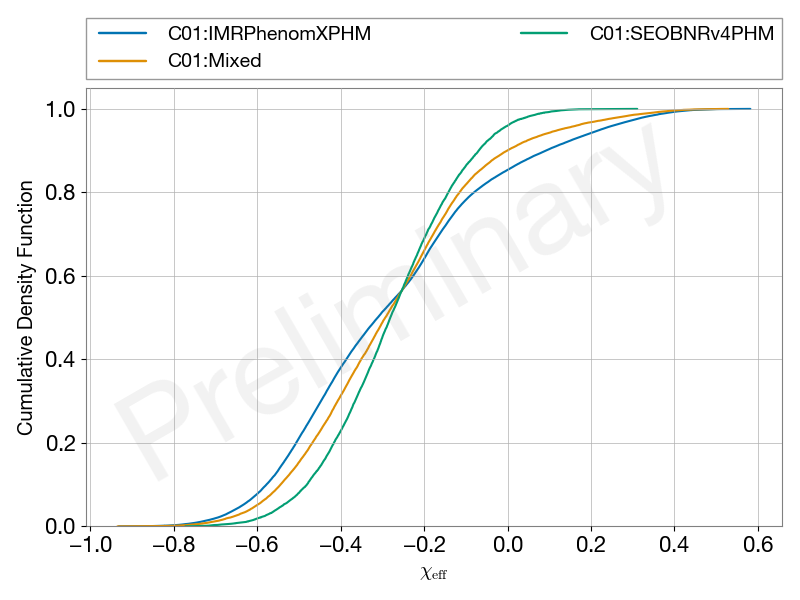 C01:IMRPhenomXPHM
C01:Mixed
C01:SEOBNRv4PHM
Cumulative Density Function
1.0
0.8
0.6
0.4
0.2
0.0
−1.0 −0.8 −0.6 −0.4 −0.2 0.0 0.2 0.4 0.6
χeff
Preliminary